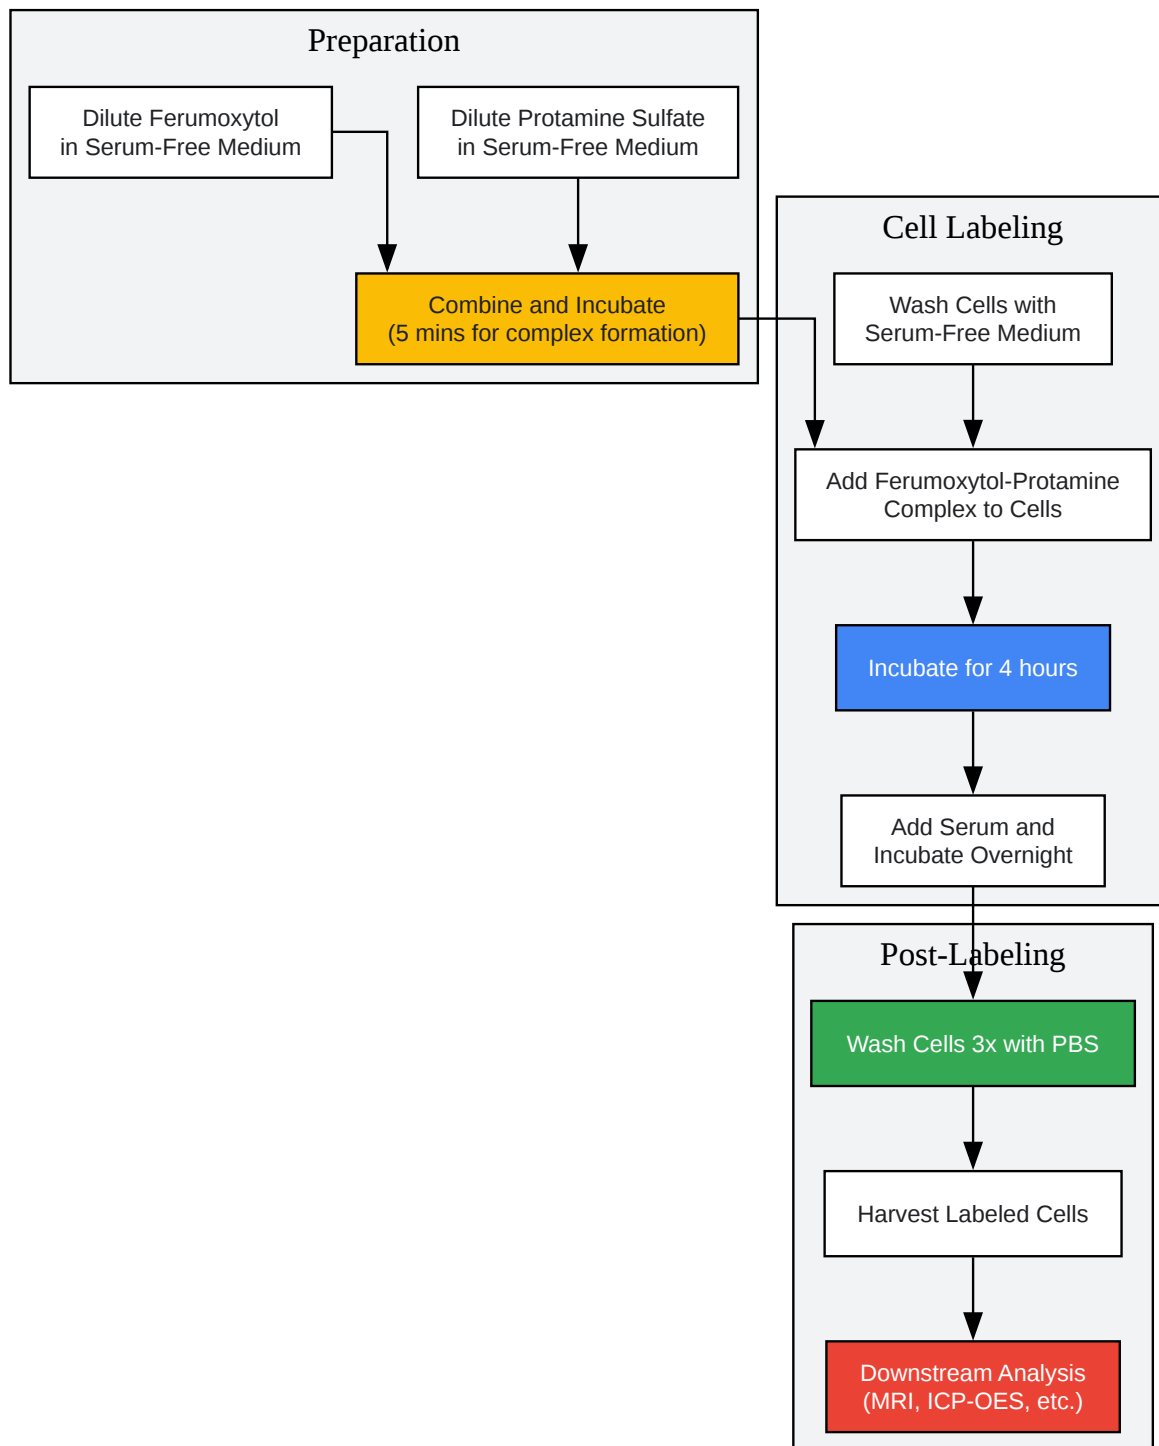 Preparation
Dilute Ferumoxytol
in Serum-Free Medium
Dilute Protamine Sulfate
in Serum-Free Medium
Combine and Incubate
(5 mins for complex formation)
Cell Labeling
Wash Cells with
Serum-Free Medium
Add Ferumoxytol-Protamine
Complex to Cells
Incubate for 4 hours
Add Serum and
Incubate Overnight
Post-Labeling
Wash Cells 3x with PBS
Harvest Labeled Cells
Downstream Analysis
(MRI, ICP-OES, etc.)